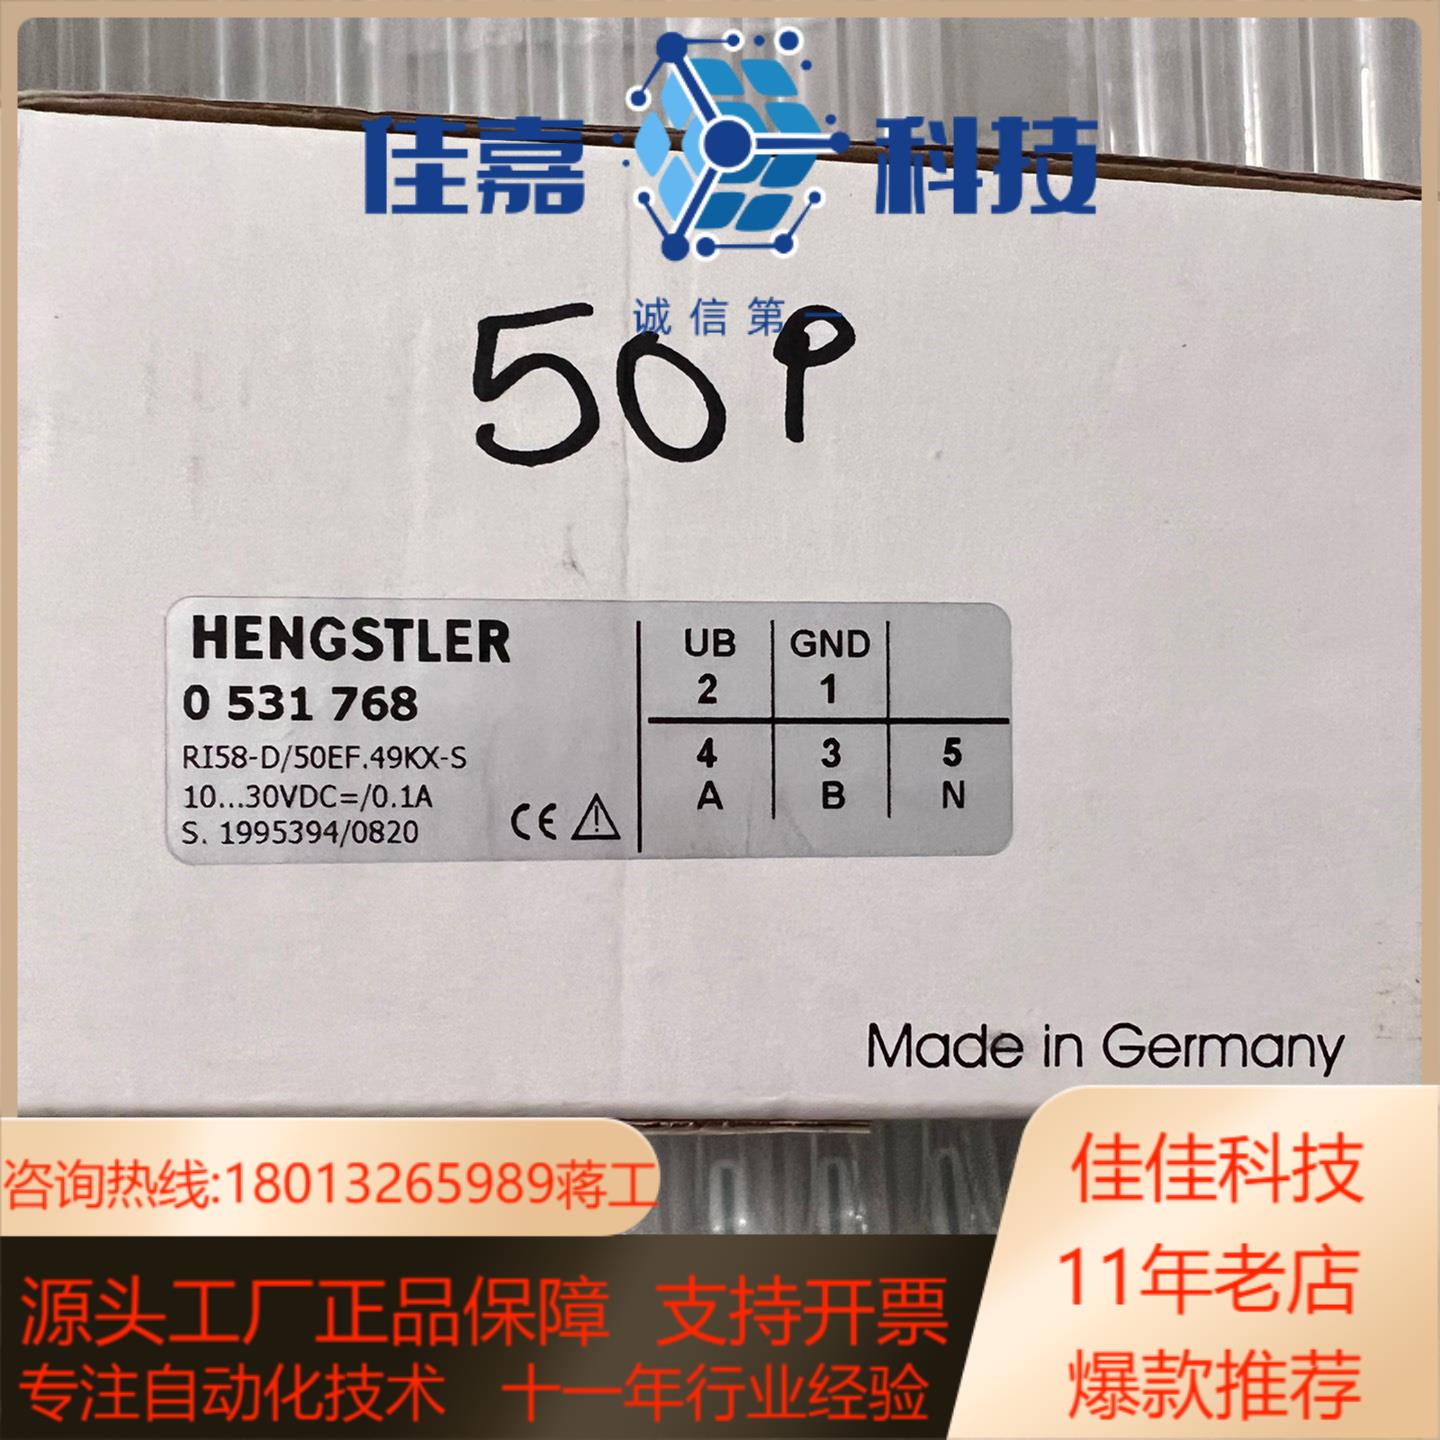 佳嘉科技
诚信第一
50P
HENGSTLER
0 531 768
RI58-D/50EF.49KX-S
10...30VDC=/0.1A
S. 1995394/0820
CE
UB GND
2 1
4 3 5
A B N
Made in Germany
咨询热线:18013265989蒋工
佳佳科技
11年老店
爆款推荐
源头工厂正品保障 支持开票
专注自动化技术 十一年行业经验